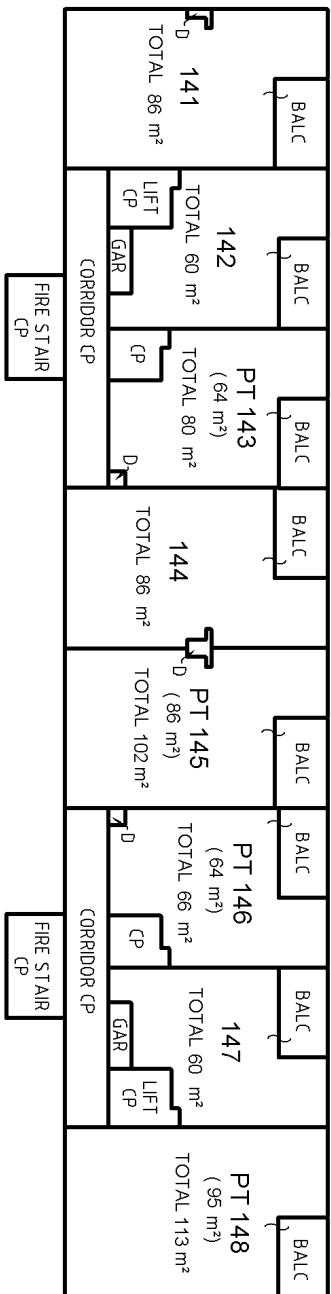 BALC
141
TOTAL 86 m²
D
BALC
142
TOTAL 60 m²
LIFT
CP
GAR
BALC
PT 143
( 64 m²)
TOTAL 80 m²
CP
D
CORRIDOR CP
FIRE STAIR
CP
BALC
144
TOTAL 86 m²
D
BALC
PT 145
( 86 m²)
TOTAL 102 m²
BALC
PT 146
( 64 m²)
TOTAL 66 m²
D
CP
BALC
147
TOTAL 60 m²
GAR
LIFT
CP
CORRIDOR CP
FIRE STAIR
CP
BALC
PT 148
( 95 m²)
TOTAL 113 m²